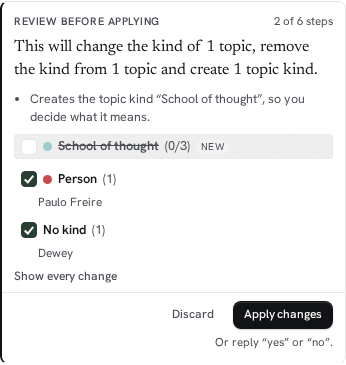 REVIEW BEFORE APPLYING 2 of 6 steps
This will change the kind of 1 topic, remove
the kind from 1 topic and create 1 topic kind.
• Creates the topic kind “School of thought”, so you
decide what it means.
School of thought (0/3) NEW
Person (1)
Paulo Freire
No kind (1)
Dewey
Show every change
Discard Apply changes
Or reply “yes” or “no”.